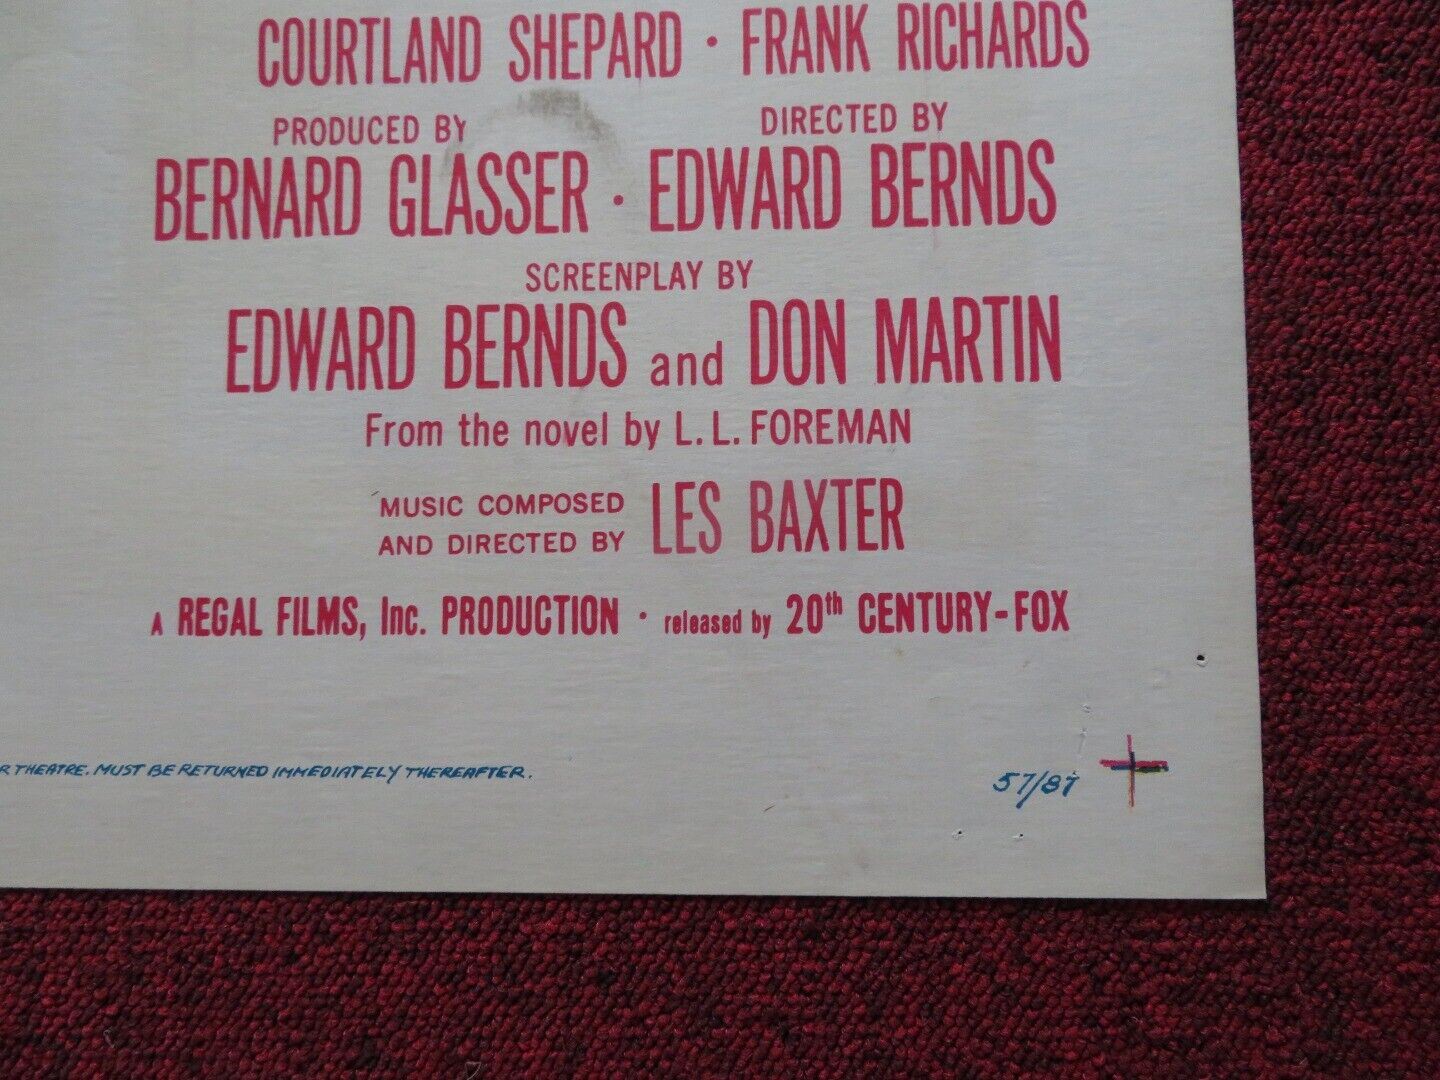 COURTLAND SHEPARD · FRANK RICHARDS
PRODUCED BY DIRECTED BY
BERNARD GLASSER · EDWARD BERNDS
SCREENPLAY BY
EDWARD BERNDS and DON MARTIN
From the novel by L. L. FOREMAN
MUSIC COMPOSED
AND DIRECTED BY LES BAXTER
A REGAL FILMS, Inc. PRODUCTION · released by 20th CENTURY-FOX
R THEATRE. MUST BE RETURNED IMMEDIATELY THEREAFTER.
57/87